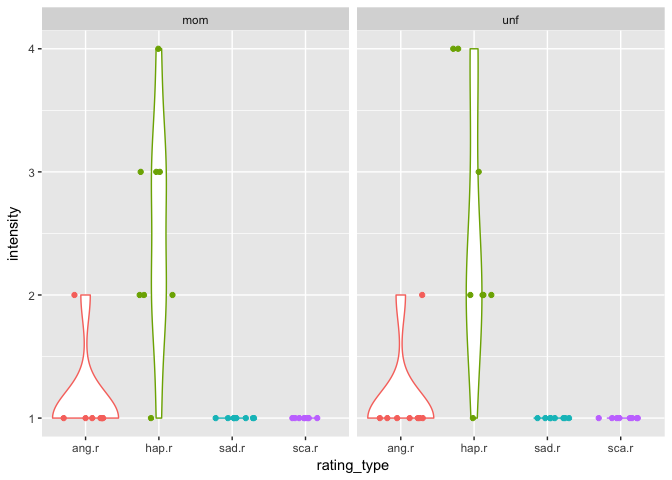 mom unf
intensity
4
3
2
1
ang.r hap.r sad.r sca.r ang.r hap.r sad.r sca.r
rating_type